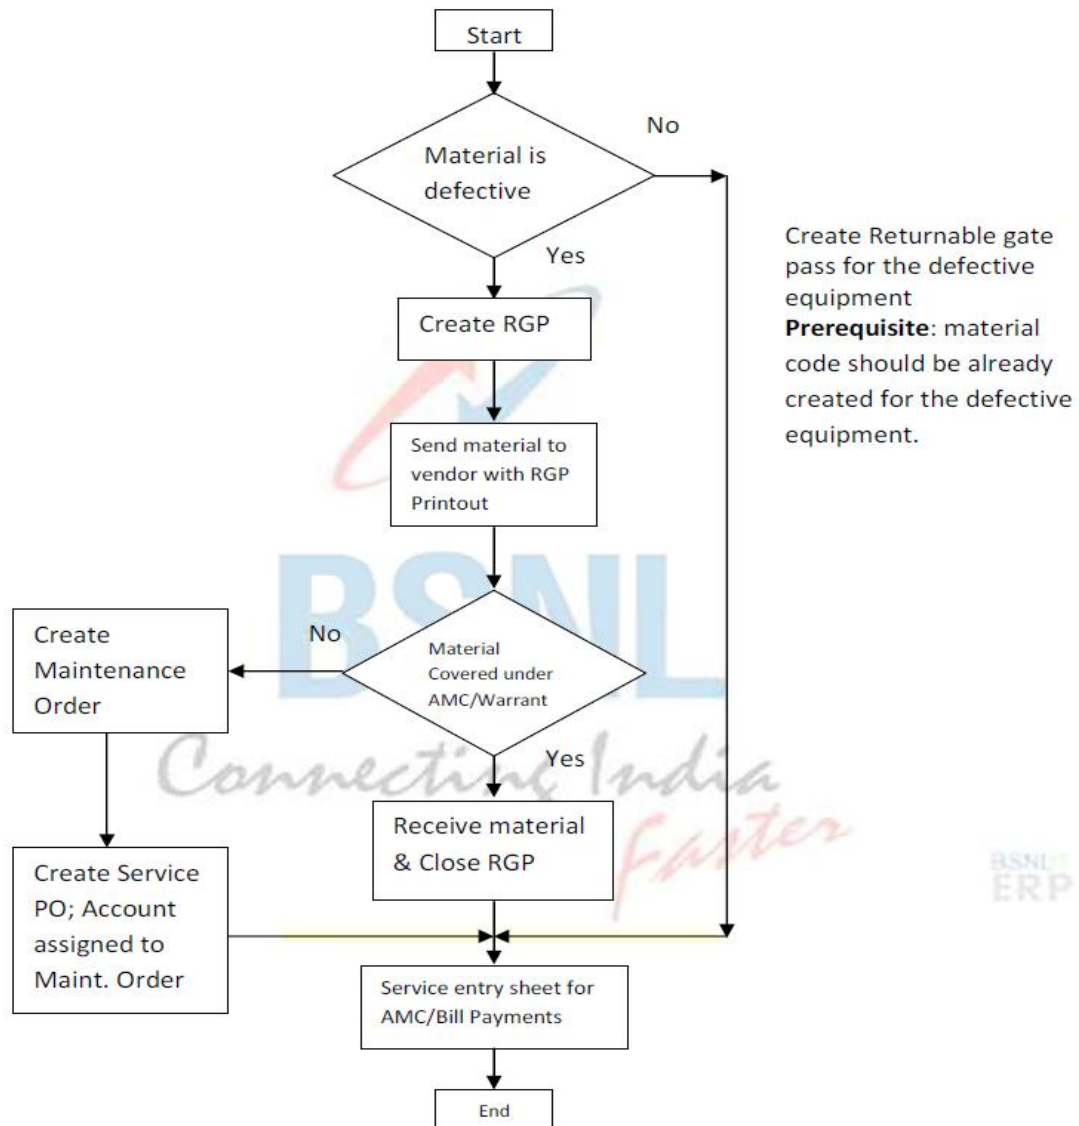 Start
No
Material is
defective
Yes
Create Returnable gate
pass for the defective
equipment
Prerequisite: material
code should be already
created for the defective
equipment.
Create RGP
Send material to
vendor with RGP
Printout
BSNL
No
Create
Maintenance
Order
Material
Covered under
AMC/Warrant
Yes
Connecting India
Faster
Receive material
& Close RGP
Create Service
PO; Account
assigned to
Maint. Order
BSNL
ERP
Service entry sheet for
AMC/Bill Payments
End